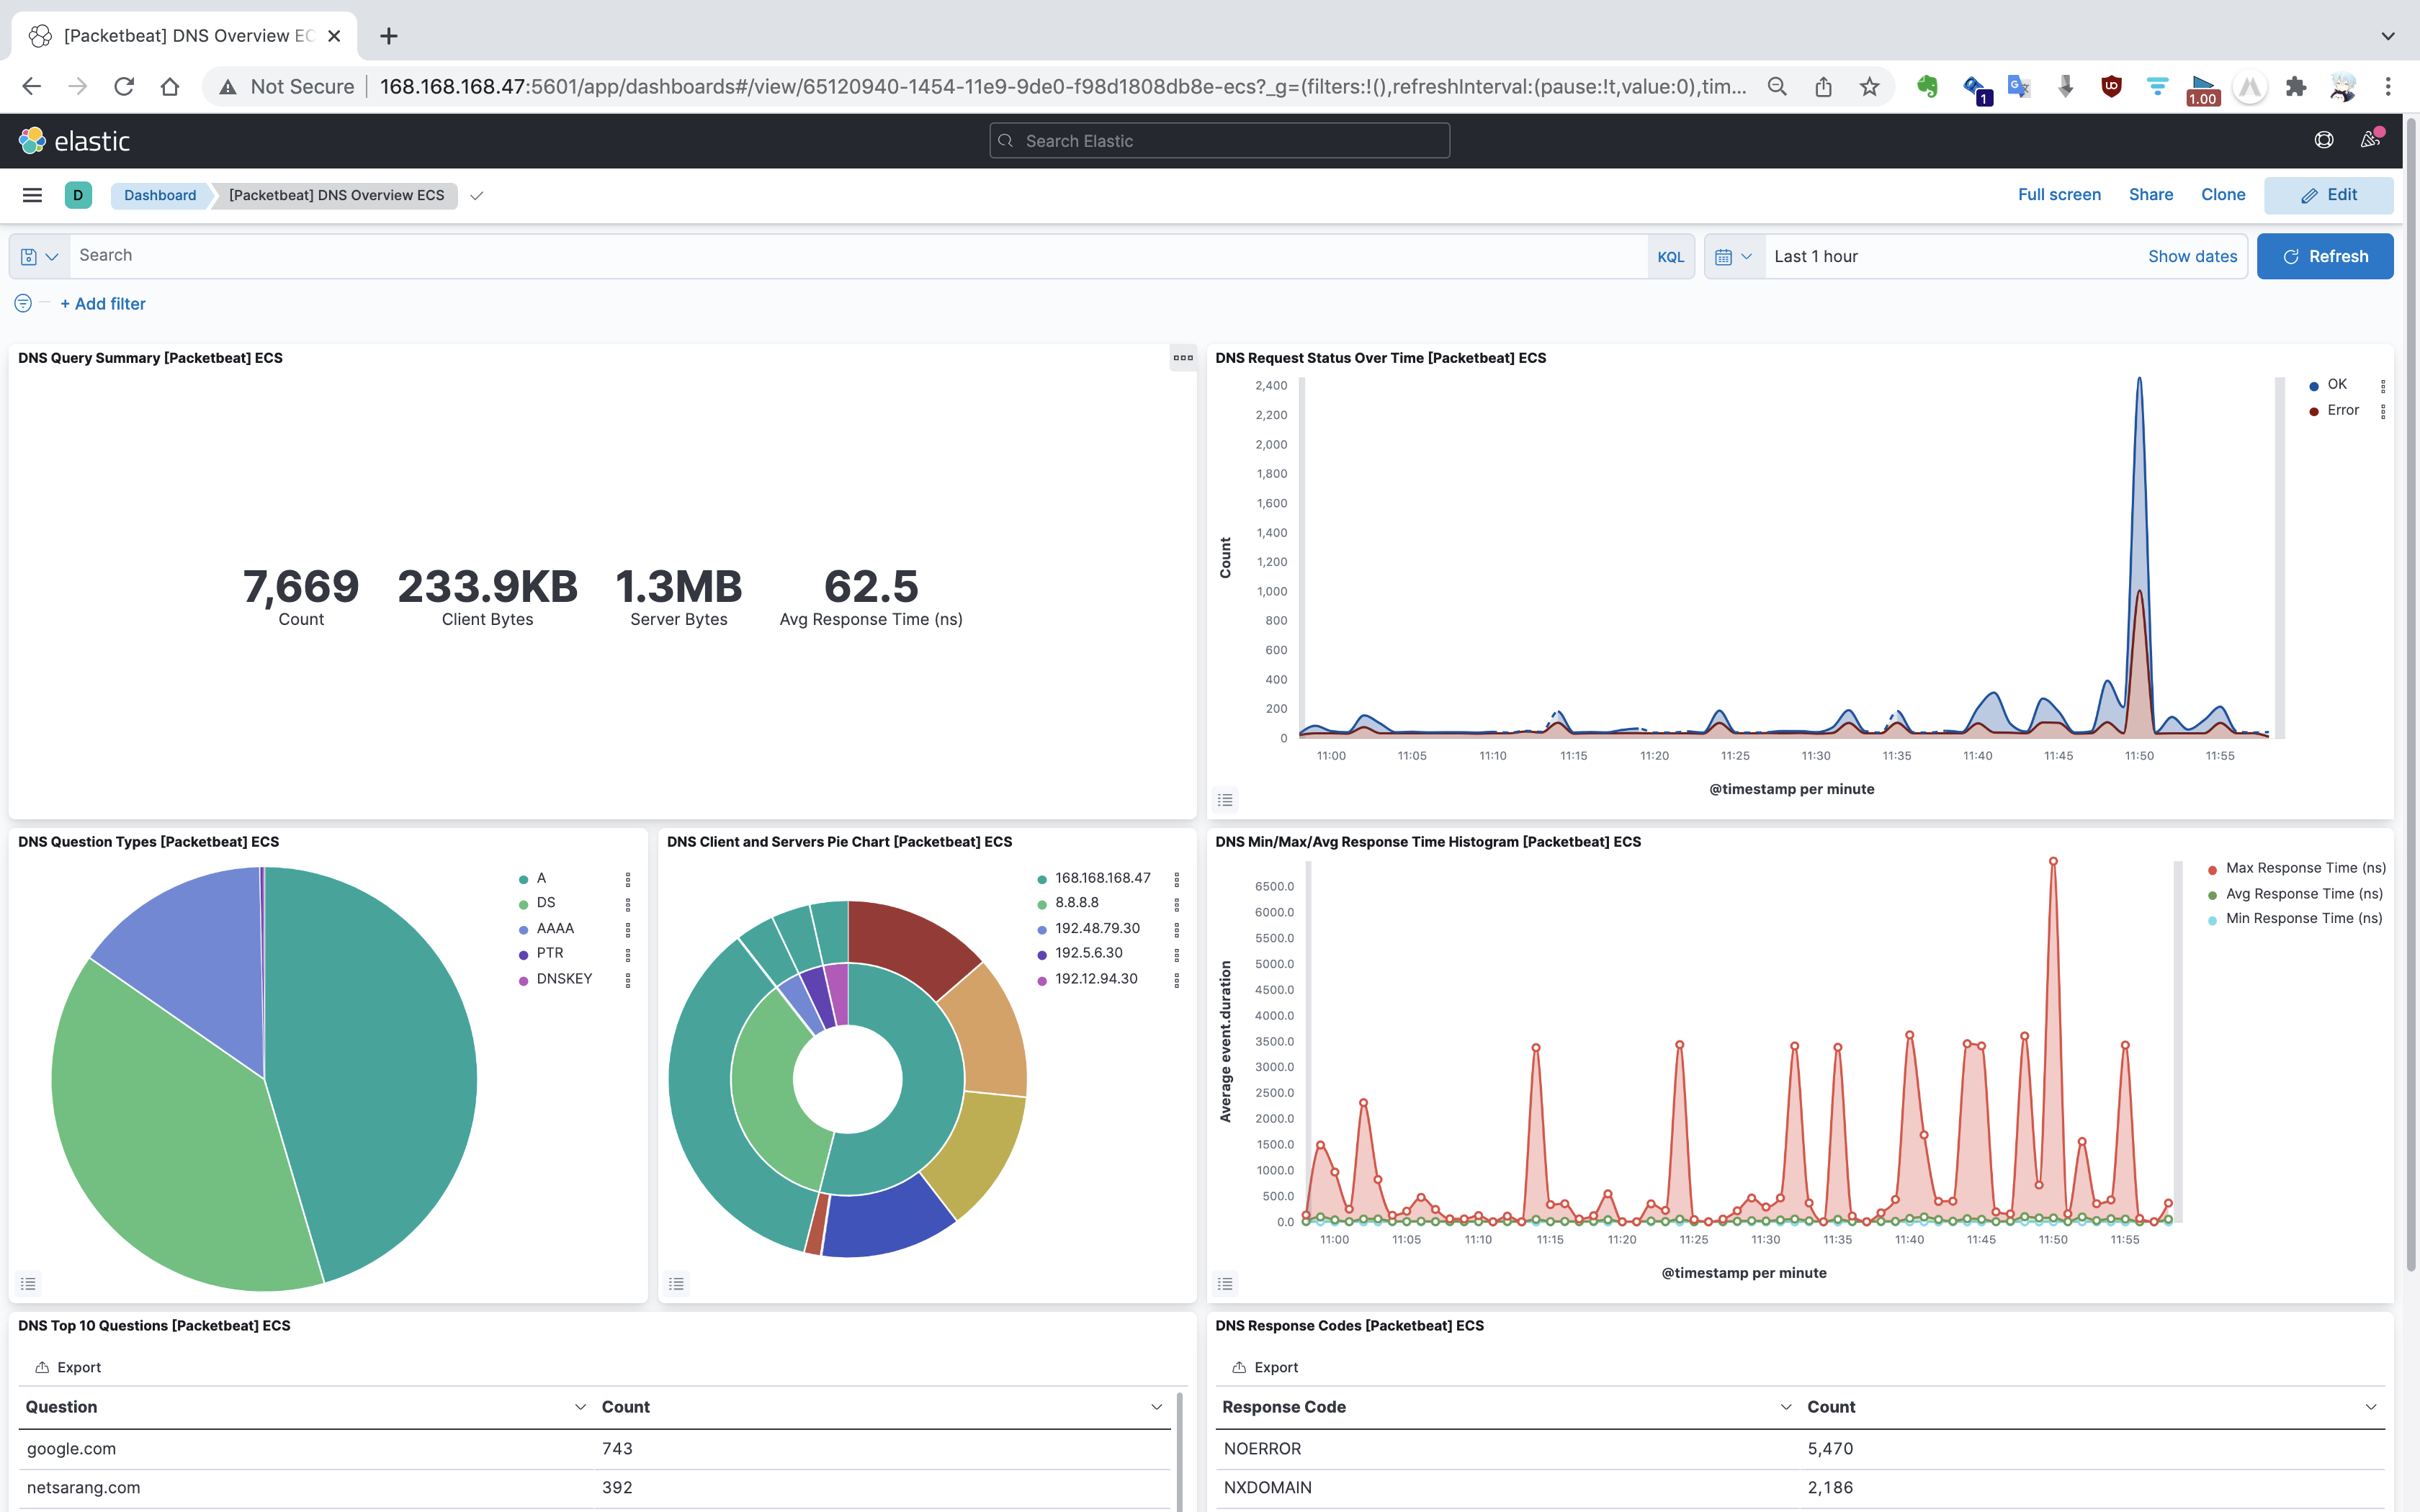 [Packetbeat] DNS Overview EC
Not Secure
168.168.168.47:5601/app/dashboards#/view/65120940-1454-11e9-9de0-f98d1808db8e-ecs?_g=(filters:!(),refreshInterval:(pause:!t,value:0),tim...
1
1.00
elastic
Search Elastic
D
Dashboard
[Packetbeat] DNS Overview ECS
Full screen
Share
Clone
Edit
Search
KQL
Last 1 hour
Show dates
Refresh
+ Add filter
DNS Query Summary [Packetbeat] ECS
7,669
Count
233.9KB
Client Bytes
1.3MB
Server Bytes
62.5
Avg Response Time (ns)
DNS Request Status Over Time [Packetbeat] ECS
2,400
2,200
2,000
1,800
1,600
1,400
1,200
1,000
800
600
400
200
0
Count
11:00
11:05
11:10
11:15
11:20
11:25
11:30
11:35
11:40
11:45
11:50
11:55
@timestamp per minute
OK
Error
DNS Question Types [Packetbeat] ECS
A
DS
AAAA
PTR
DNSKEY
DNS Client and Servers Pie Chart [Packetbeat] ECS
168.168.168.47
8.8.8.8
192.48.79.30
192.5.6.30
192.12.94.30
DNS Min/Max/Avg Response Time Histogram [Packetbeat] ECS
6500.0
6000.0
5500.0
5000.0
4500.0
4000.0
3500.0
3000.0
2500.0
2000.0
1500.0
1000.0
500.0
0.0
Average event.duration
11:00
11:05
11:10
11:15
11:20
11:25
11:30
11:35
11:40
11:45
11:50
11:55
@timestamp per minute
Max Response Time (ns)
Avg Response Time (ns)
Min Response Time (ns)
DNS Top 10 Questions [Packetbeat] ECS
Export
Question
Count
google.com
743
netsarang.com
392
DNS Response Codes [Packetbeat] ECS
Export
Response Code
Count
NOERROR
5,470
NXDOMAIN
2,186